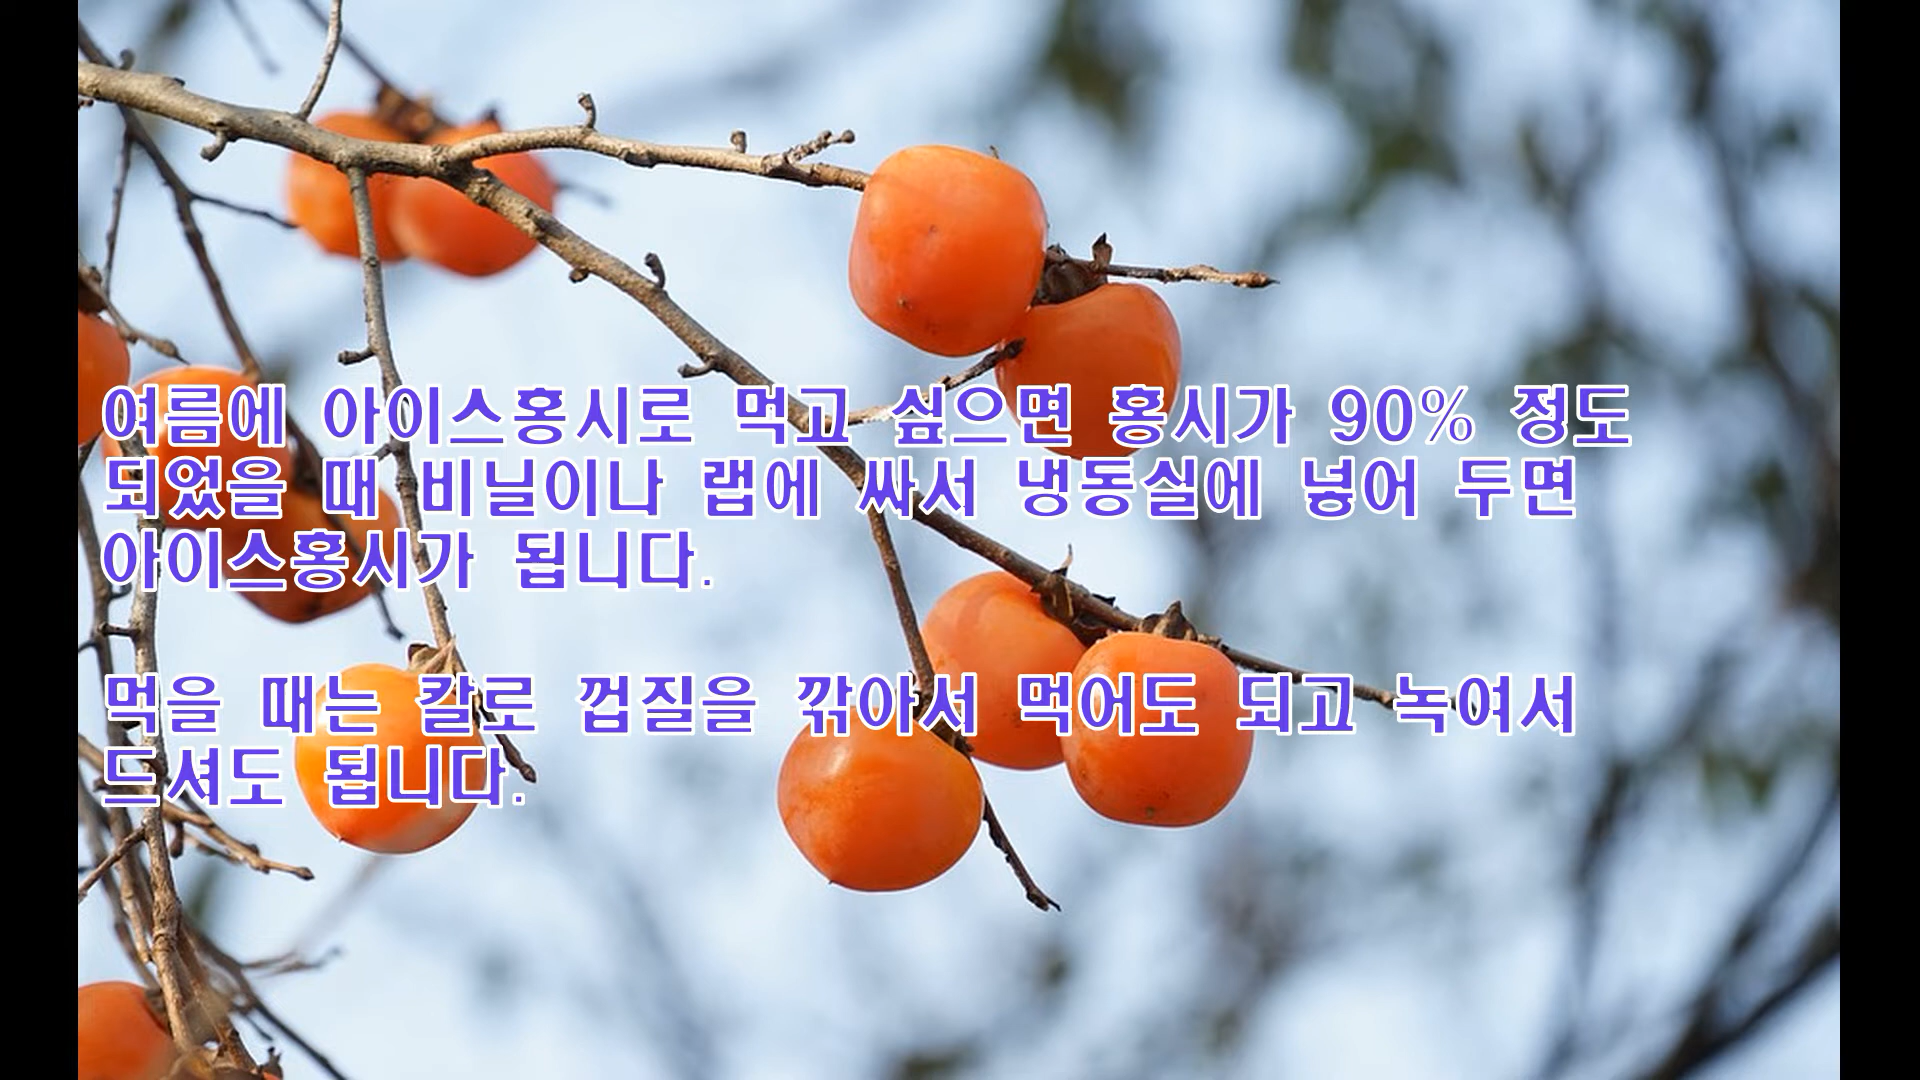 여름에 아이스홍시로 먹고 싶으면 홍시가 90% 정도
되었을 때 비닐이나 랩에 싸서 냉동실에 넣어 두면
아이스홍시가 됩니다.
먹을 때는 칼로 껍질을 깎아서 먹어도 되고 녹여서
드셔도 됩니다.